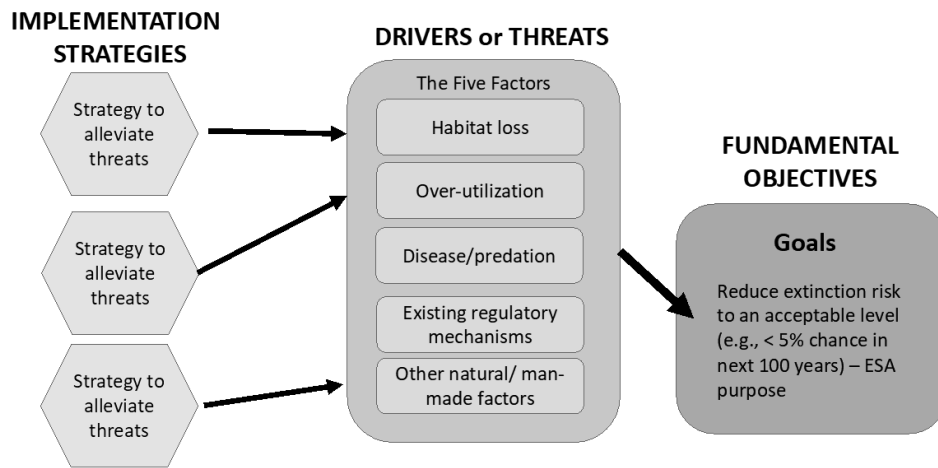 IMPLEMENTATION
STRATEGIES
Strategy to
alleviate
threats
Strategy to
alleviate
threats
Strategy to
alleviate
threats
DRIVERS or THREATS
The Five Factors
Habitat loss
Over-utilization
Disease/predation
Existing regulatory
mechanisms
Other natural/ man-
made factors
FUNDAMENTAL
OBJECTIVES
Goals
Reduce extinction risk
to an acceptable level
(e.g., < 5% chance in
next 100 years) – ESA
purpose